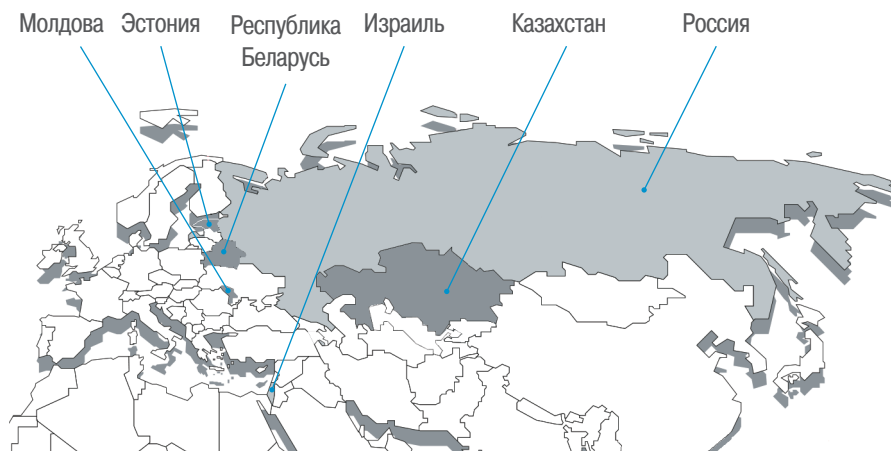 Молдова
Эстония
Республика
Беларусь
Израиль
Казахстан
Россия